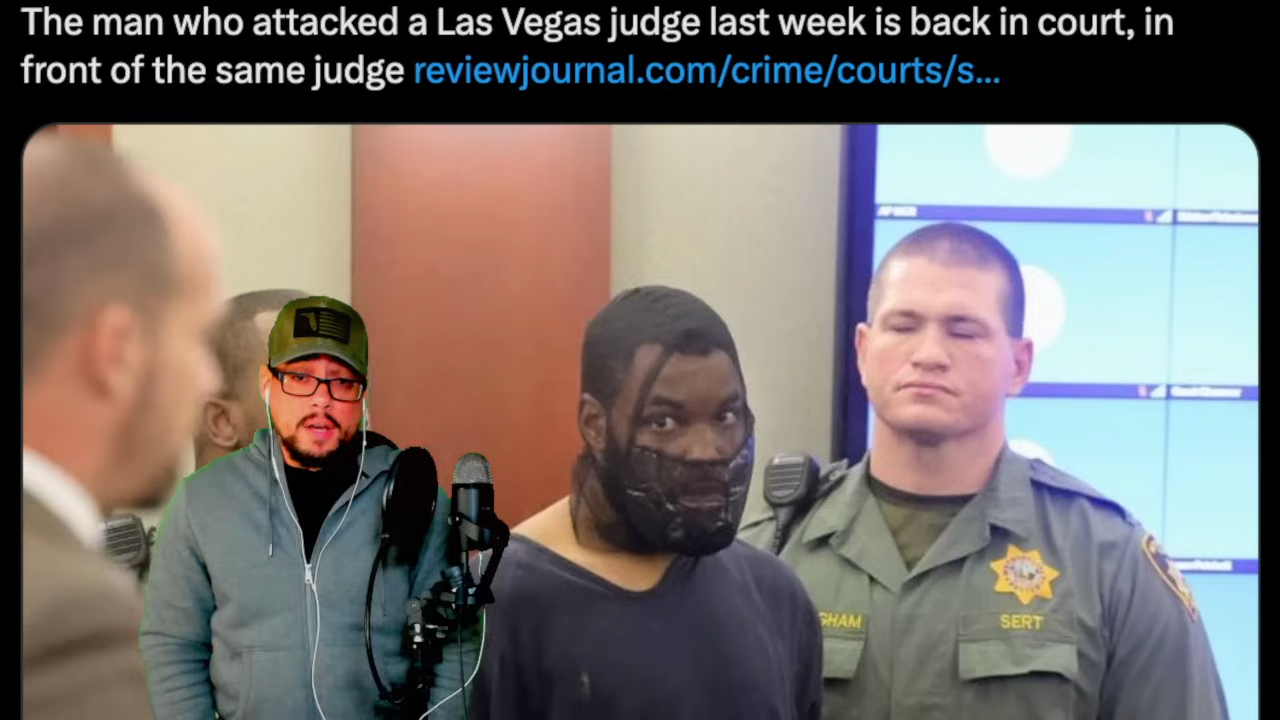 The man who attacked a Las Vegas judge last week is back in court, in
front of the same judge reviewjournal.com/crime/courts/s...
GHAM
SERT